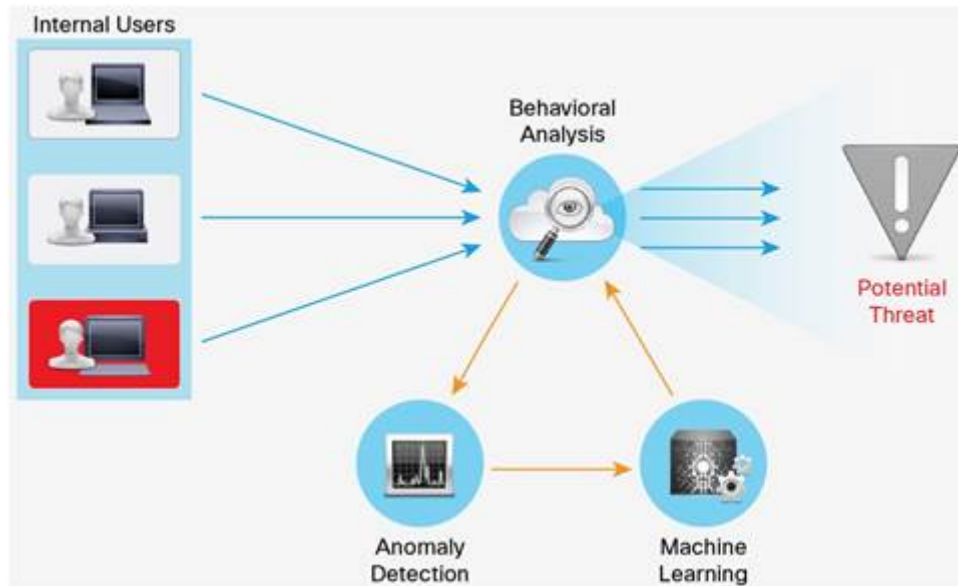 Internal Users
Behavioral
Analysis
Potential
Threat
Anomaly
Detection
Machine
Learning